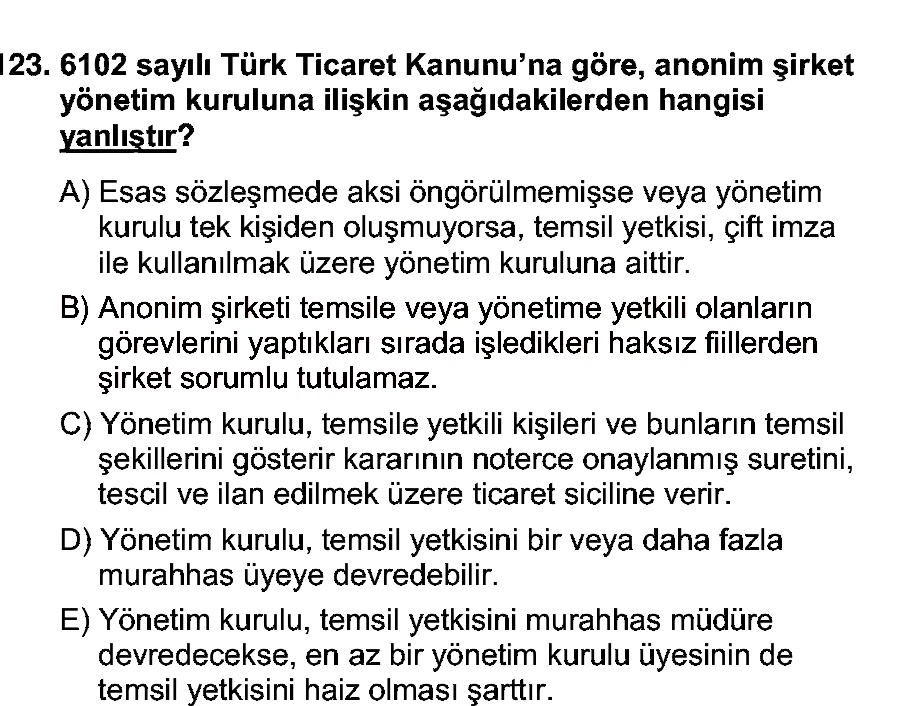 123. 6102 sayılı Türk Ticaret Kanunu’na göre, anonim şirket
yönetim kuruluna ilişkin aşağıdakilerden hangisi
yanlıştır?
A) Esas sözleşmede aksi öngörülmemişse veya yönetim
kurulu tek kişiden oluşmuyorsa, temsil yetkisi, çift imza
ile kullanılmak üzere yönetim kuruluna aittir.
B) Anonim şirketi temsile veya yönetime yetkili olanların
görevlerini yaptıkları sırada işledikleri haksız fiillerden
şirket sorumlu tutulamaz.
C) Yönetim kurulu, temsile yetkili kişileri ve bunların temsil
şekillerini gösterir kararının noterce onaylanmış suretini,
tescil ve ilan edilmek üzere ticaret siciline verir.
D) Yönetim kurulu, temsil yetkisini bir veya daha fazla
murahhas üyeye devredebilir.
E) Yönetim kurulu, temsil yetkisini murahhas müdüre
devredecekse, en az bir yönetim kurulu üyesinin de
temsil yetkisini haiz olması şarttır.